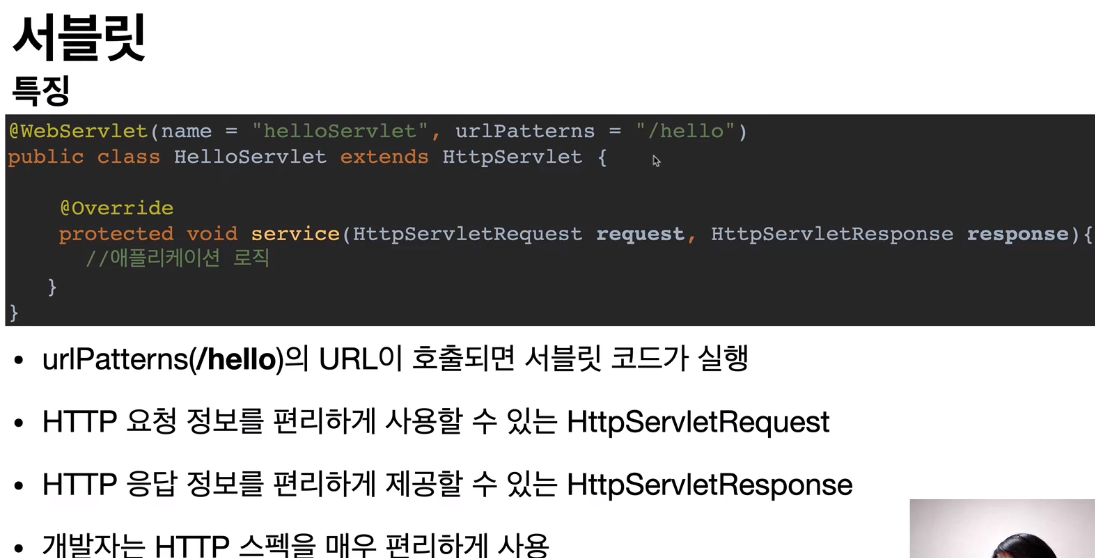 서블릿
특징
@WebServlet(name = "helloServlet", urlPatterns = "/hello")
public class HelloServlet extends HttpServlet {
@Override
protected void service(HttpServletRequest request, HttpServletResponse response){
//애플리케이션 로직
}
}
• urlPatterns(/hello)의 URL이 호출되면 서블릿 코드가 실행
• HTTP 요청 정보를 편리하게 사용할 수 있는 HttpServletRequest
• HTTP 응답 정보를 편리하게 제공할 수 있는 HttpServletResponse
• 개발자는 HTTP 스펙을 매우 편리하게 사용